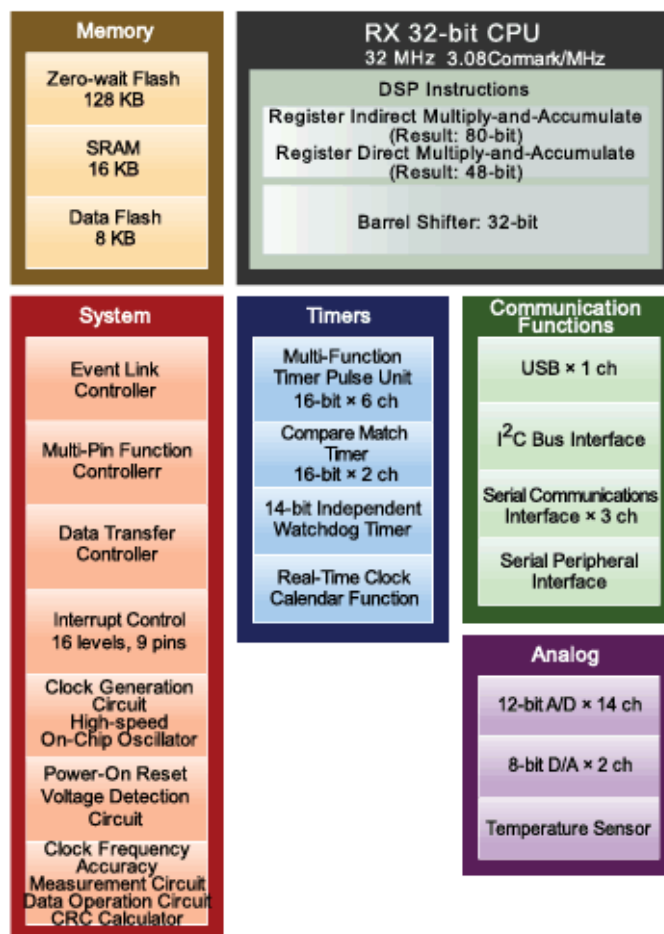 Memory
Zero-wait Flash
128 KB
SRAM
16 KB
Data Flash
8 KB
RX 32-bit CPU
32 MHz 3.08Cormark/MHz
DSP Instructions
Register Indirect Multiply-and-Accumulate
(Result: 80-bit)
Register Direct Multiply-and-Accumulate
(Result: 48-bit)
Barrel Shifter: 32-bit
System
Event Link
Controller
Multi-Pin Function
Controllerr
Data Transfer
Controller
Interrupt Control
16 levels, 9 pins
Clock Generation
Circuit
High-speed
On-Chip Oscillator
Power-On Reset
Voltage Detection
Circuit
Clock Frequency
Accuracy
Measurement Circuit
Data Operation Circuit
CRC Calculator
Timers
Multi-Function
Timer Pulse Unit
16-bit × 6 ch
Compare Match
Timer
16-bit × 2 ch
14-bit Independent
Watchdog Timer
Real-Time Clock
Calendar Function
Communication
Functions
USB × 1 ch
I²C Bus Interface
Serial Communications
Interface × 3 ch
Serial Peripheral
Interface
Analog
12-bit A/D × 14 ch
8-bit D/A × 2 ch
Temperature Sensor